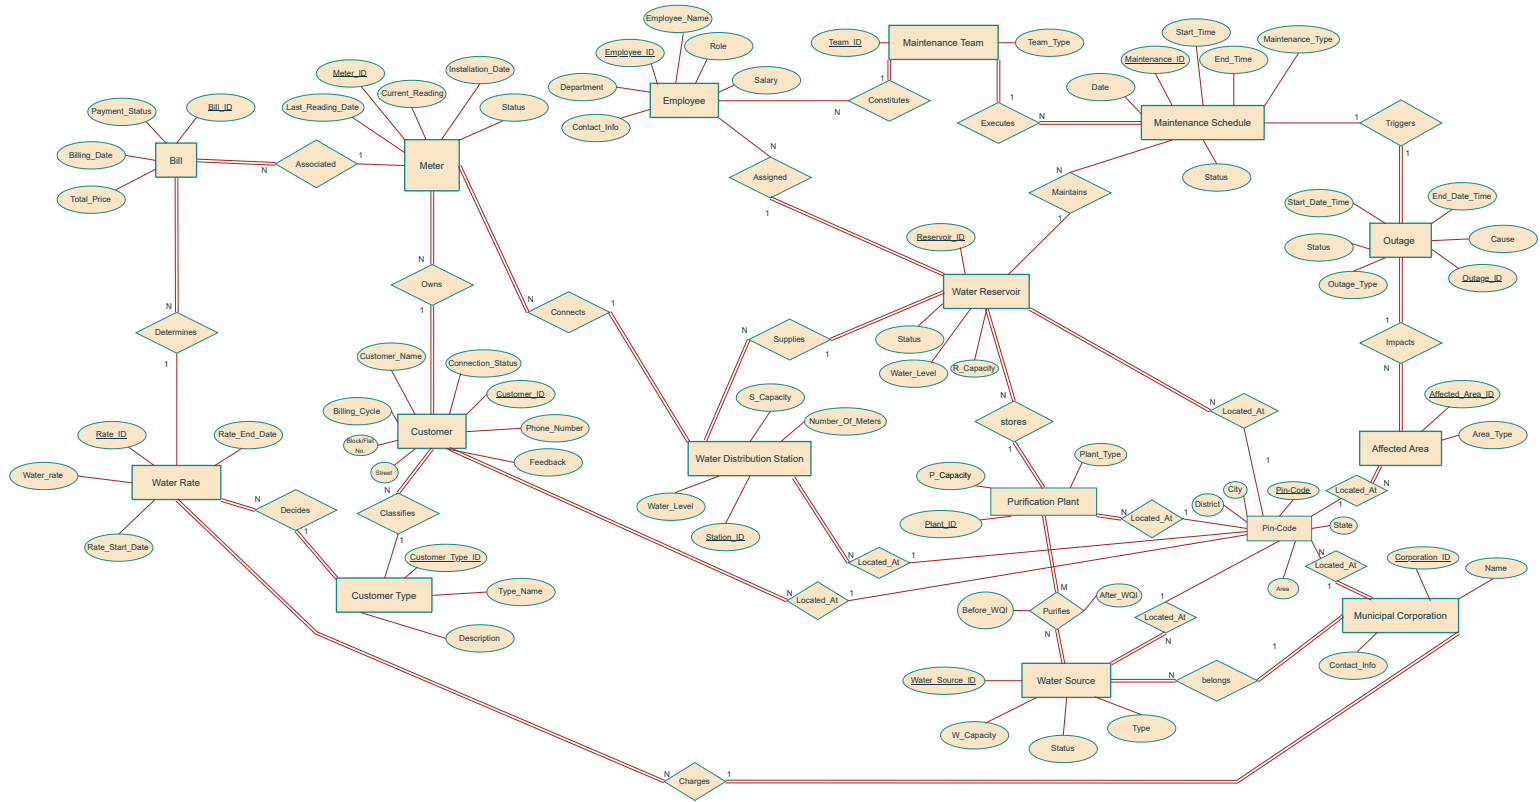 Employee_Name
Employee_ID
Role
Department
Salary
Employee
Contact_Info
Team_ID
Maintenance Team
Team_Type
1
Constitutes
N
1
Executes
N
Start_Time
Maintenance_Type
Maintenance_ID
End_Time
Date
Maintenance Schedule
Status
1
Triggers
1
Meter_ID
Instaliation_Date
Current_Reading
Last_Reading_Date
Status
Meter
Payment_Status
Bill_ID
Billing_Date
Bill
Total_Price
N
Associated
1
N
Assigned
1
N
Maintains
1
Start_Date_Time
End_Date_Time
Status
Outage
Cause
Outage_Type
Outage_ID
1
Impacts
N
Reservoir_ID
Water Reservoir
Status
Water_Level
R_Capacity
N
Owns
1
N
Connects
1
N
Supplies
1
N
Determines
1
Customer_Name
Connection_Status
Customer_ID
Billing_Cycle
Customer
Phone_Number
Block/Flat
No.
Street
Feedback
N
stores
1
N
Located_At
1
Affected_Area_ID
Affected Area
Area_Type
Located_At
N
1
S_Capacity
Number_Of_Meters
Water Distribution Station
Water_Level
Station_ID
Rate_ID
Rate_End_Date
Water_rate
Water Rate
Rate_Start_Date
N
Decides
1
N
Classifies
1
Customer_Type_ID
Customer Type
Type_Name
Description
P_Capacity
Plant_Type
Purification Plant
Plant_ID
N
Located_At
1
City
Pin-Code
District
Pin-Code
State
Area
N
Located_At
1
N
Located_At
1
N
Located_At
1
Corporation_ID
Name
Municipal Corporation
Contact_Info
M
Before_WQI
After_WQI
Purifies
N
1
Located_At
N
Water_Source_ID
Water Source
W_Capacity
Status
Type
N
belongs
1
N
Charges
1